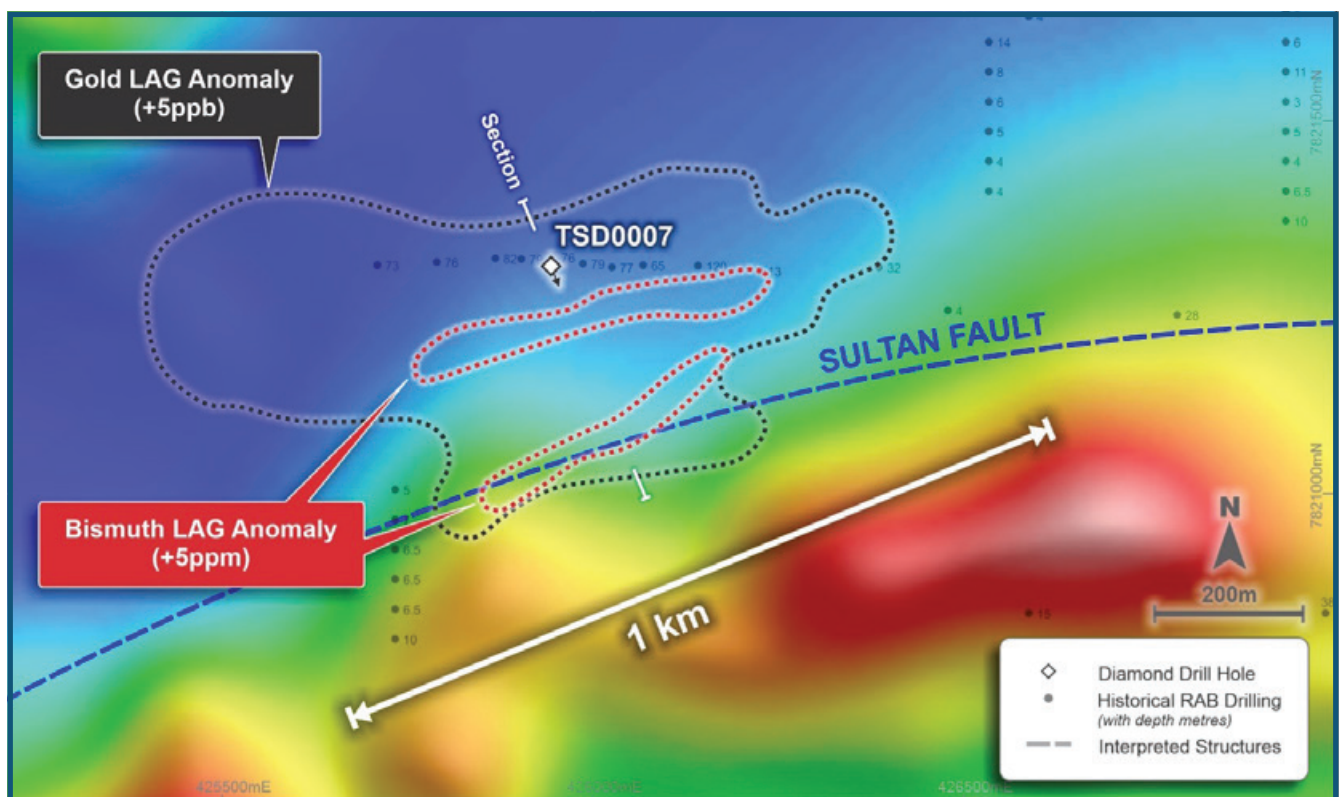 Gold LAG Anomaly
(+5ppb)
Section
TSD0007
14
8
6
5
4
4
6
11
3
5
4
6.5
10
7821500mN
73
76
82
76
79
77
65
120
32
4
28
SULTAN FAULT
Bismuth LAG Anomaly
(+5ppm)
5
6.5
6.5
6.5
10
1 km
7821000mN
N
200m
15
38
Diamond Drill Hole
Historical RAB Drilling
(with depth metres)
Interpreted Structures
425500mE
426500mE